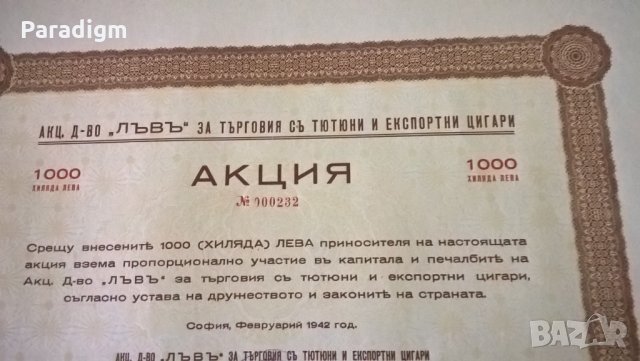 Paradigm
АКЦ. Д-ВО „ЛЪВЪ“ ЗА ТЪРГОВИЯ СЪ ТЮТЮНИ И ЕКСПОРТНИ ЦИГАРИ
1000 АКЦИЯ 1000
ХИЛЯДА ЛЕВА ХИЛЯДА ЛЕВА
№ 000232
Срещу внесенитѣ 1000 (ХИЛЯДА) ЛЕВА приносителя на настоящата
акция взема пропорционално участие въ капитала и печалбитѣ на
Акц. Д-во „ЛЪВЪ“ за търговия съ тютюни и експортни цигари,
съгласно устава на дружеството и законитѣ на страната.
София, Февруарий 1942 год.
АКЦ. Д-ВО „ЛЪВЪ“ ЗА ТЪРГОВИЯ СЪ ТЮТЮНИ И ЕКСПОРТНИ ЦИГАРИ
BAZAR